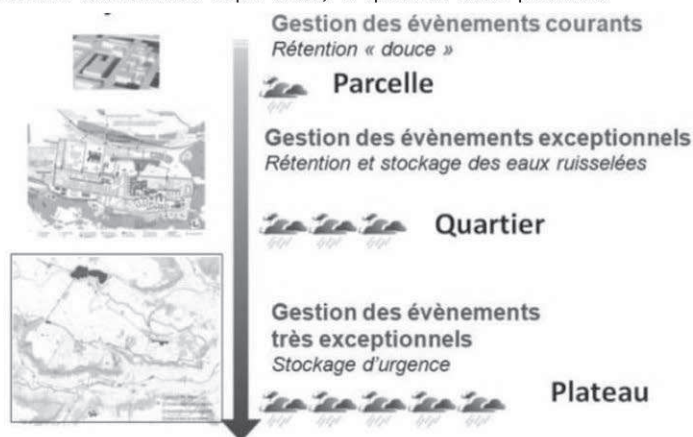 Gestion des évènements courants
Rétention « douce »
Parcelle
Gestion des évènements exceptionnels
Rétention et stockage des eaux ruisselées
Quartier
Gestion des évènements
très exceptionnels
Stockage d'urgence
Plateau